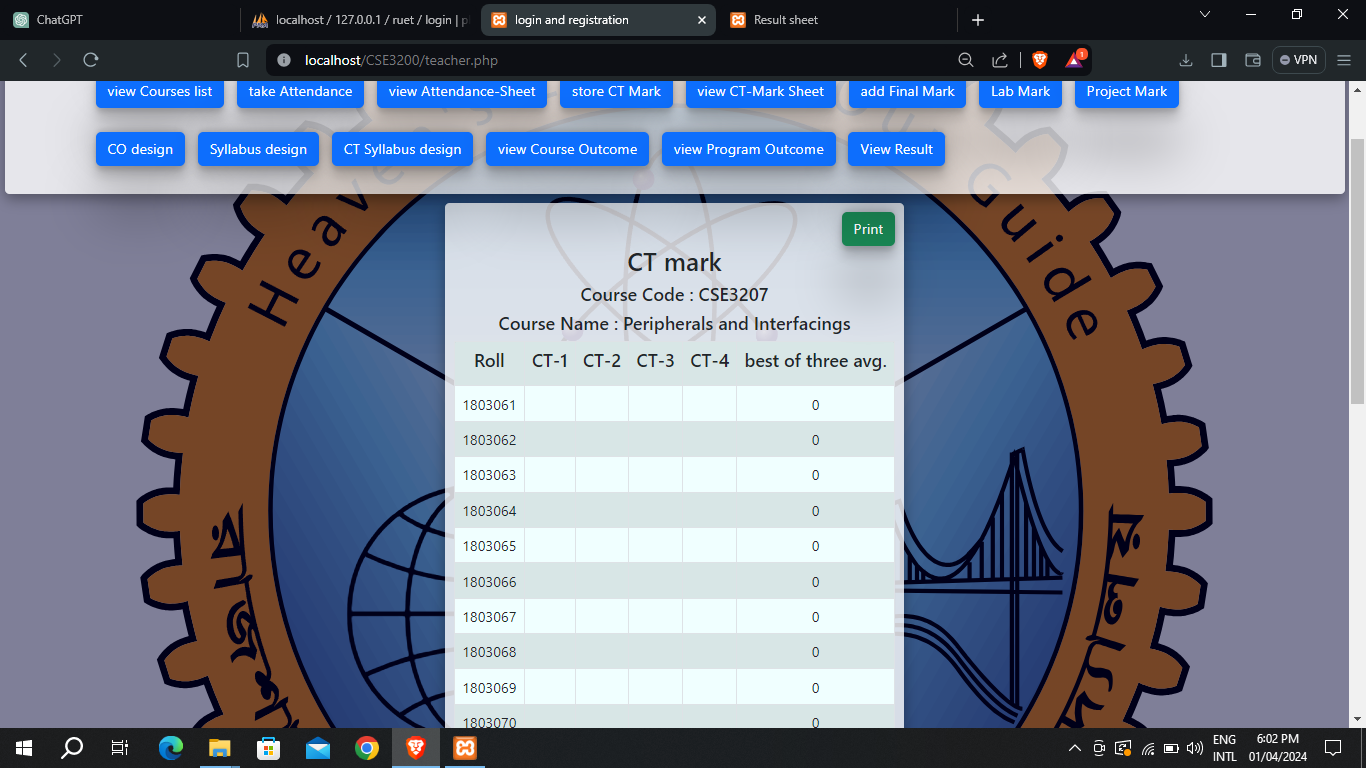 ChatGPT
localhost / 127.0.0.1 / ruet / login | p
login and registration
Result sheet
localhost/CSE3200/teacher.php
1
VPN
view Courses list
take Attendance
view Attendance-Sheet
store CT Mark
view CT-Mark Sheet
add Final Mark
Lab Mark
Project Mark
CO design
Syllabus design
CT Syllabus design
view Course Outcome
view Program Outcome
View Result
Print
CT mark
Course Code : CSE3207
Course Name : Peripherals and Interfacings
Roll CT-1 CT-2 CT-3 CT-4 best of three avg.
1803061 0
1803062 0
1803063 0
1803064 0
1803065 0
1803066 0
1803067 0
1803068 0
1803069 0
1803070 0
Heaven's
Guide
ENG
INTL
6:02 PM
01/04/2024